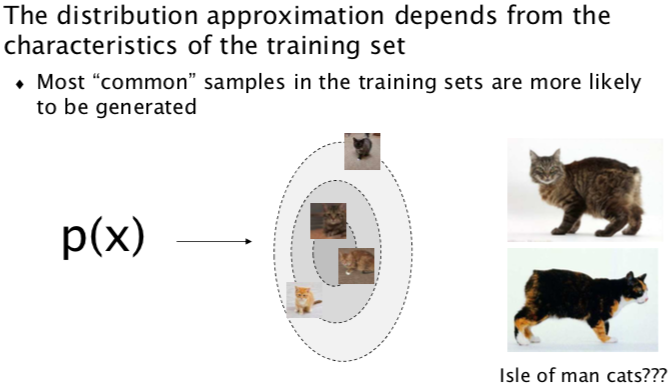 The distribution approximation depends from the
characteristics of the training set
♦ Most “common” samples in the training sets are more likely
to be generated
p(x)
Isle of man cats???